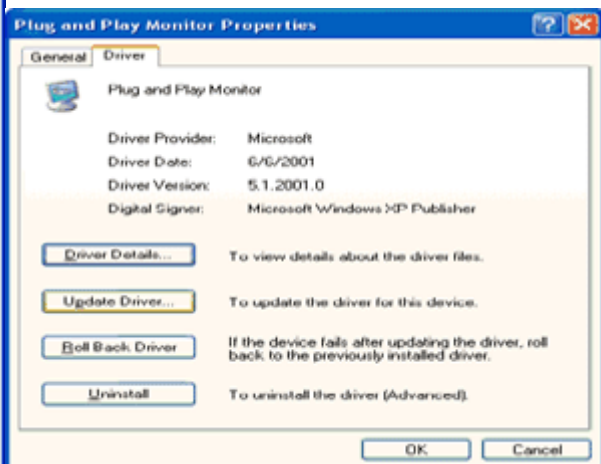 Plug and Play Monitor Properties
General Driver
Plug and Play Monitor
Driver Provider: Microsoft
Driver Date: 6/6/2001
Driver Version: 5.1.2001.0
Digital Signer: Microsoft Windows XP Publisher
Driver Details... To view details about the driver files.
Update Driver... To update the driver for this device.
Roll Back Driver If the device fails after updating the driver, roll
back to the previously installed driver.
Uninstall To uninstall the driver (Advanced).
OK Cancel